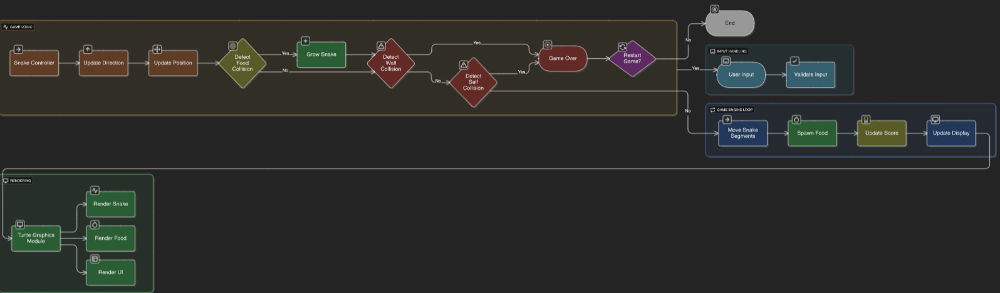 GAME LOGIC
Snake Controller
Update Direction
Update Position
Detect
Food
Collision
Yes
No
Grow Snake
Detect
Wall
Collision
Yes
No
Detect
Self
Collision
Yes
No
Game Over
Restart
Game?
No
Yes
End
INPUT HANDLING
User Input
Validate Input
GAME ENGINE LOOP
Move Snake
Segments
Spawn Food
Update Score
Update Display
RENDERING
Turtle Graphics
Module
Render Snake
Render Food
Render UI